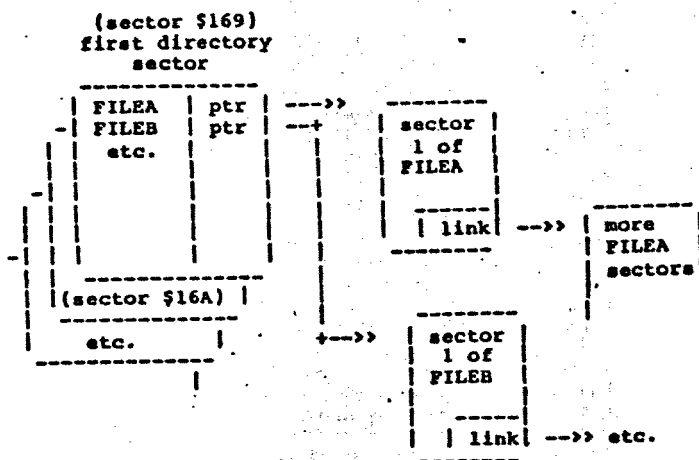 (sector $169)
first directory
sector
FILEA ptr --->>
FILEB ptr ---+
etc.
sector
1 of
FILEA
link -->>
more
FILEA
sectors
(sector $16A)
etc.
+--->>
sector
1 of
FILEB
link -->> etc.